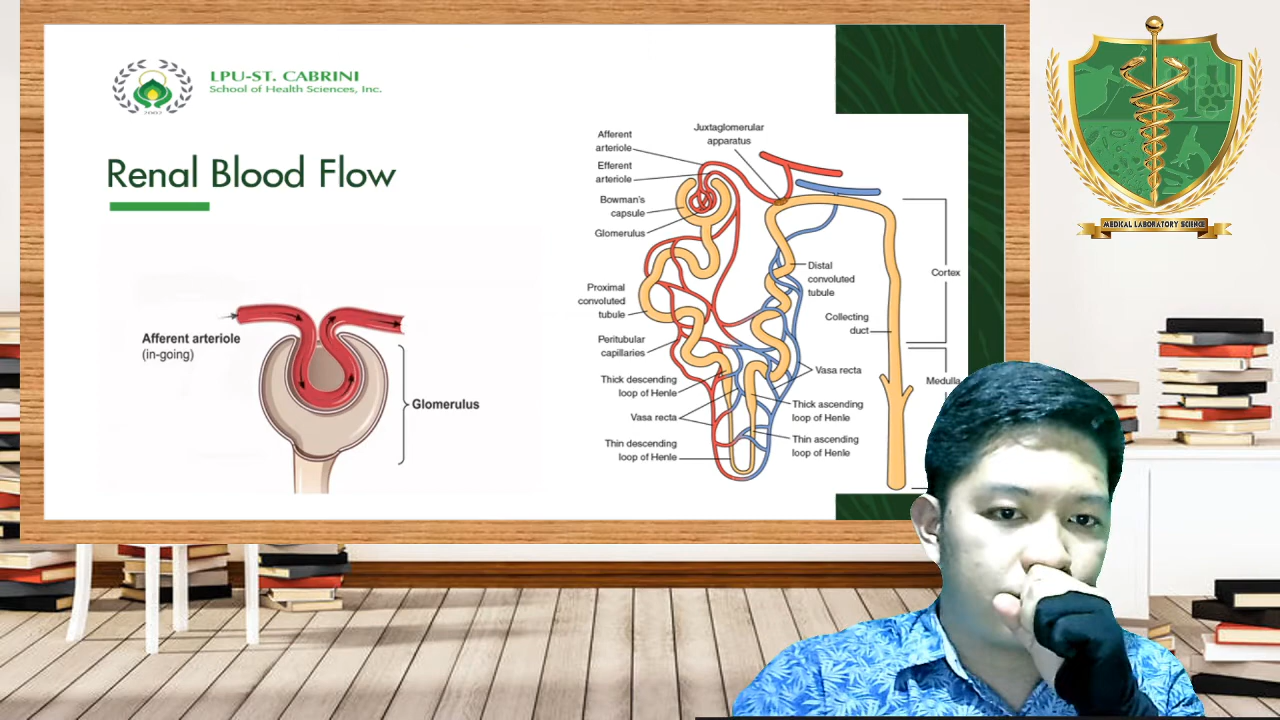 LPU-ST. CABRINI
School of Health Sciences, Inc.
2002
Renal Blood Flow
Afferent arteriole
(in-going)
Glomerulus
Afferent
arteriole
Efferent
arteriole
Bowman's
capsule
Glomerulus
Proximal
convoluted
tubule
Peritubular
capillaries
Thick descending
loop of Henle
Vasa recta
Thin descending
loop of Henle
Juxtaglomerular
apparatus
Distal
convoluted
tubule
Collecting
duct
Vasa recta
Thick ascending
loop of Henle
Thin ascending
loop of Henle
Cortex
Medulla
MEDICAL LABORATORY SCIENCE